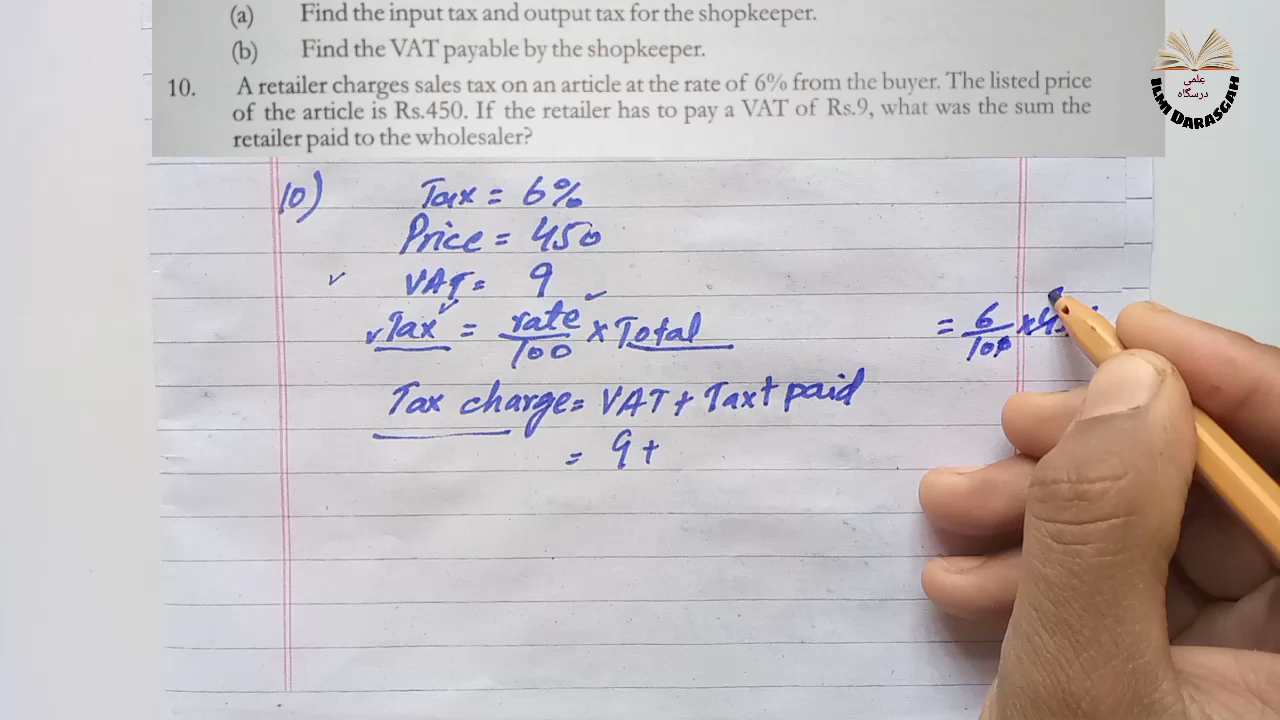 (a) Find the input tax and output tax for the shopkeeper.
(b) Find the VAT payable by the shopkeeper.
10. A retailer charges sales tax on an article at the rate of 6% from the buyer. The listed price
of the article is Rs.450. If the retailer has to pay a VAT of Rs.9, what was the sum the
retailer paid to the wholesaler?
علمی
درسگاه
ILMI DARASGAH
10) Tax = 6%
Price = 450
VAT = 9
Tax = rate/100 × Total
= 6/100 ×
Tax charge = VAT + Tax + paid
= 9 +